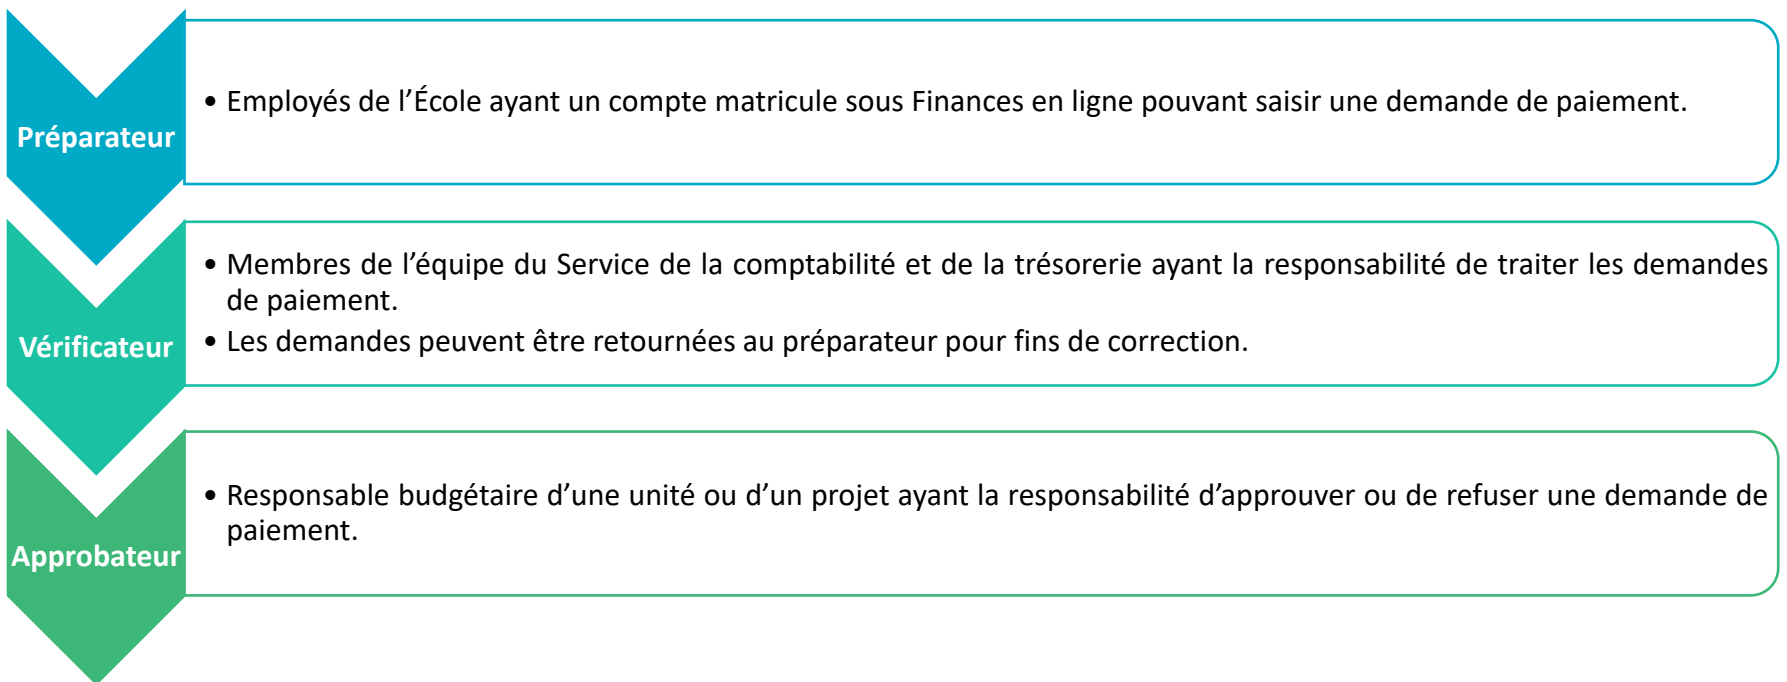 Préparateur
• Employés de l’École ayant un compte matricule sous Finances en ligne pouvant saisir une demande de paiement.
Vérificateur
• Membres de l’équipe du Service de la comptabilité et de la trésorerie ayant la responsabilité de traiter les demandes
de paiement.
• Les demandes peuvent être retournées au préparateur pour fins de correction.
Approbateur
• Responsable budgétaire d’une unité ou d’un projet ayant la responsabilité d’approuver ou de refuser une demande de
paiement.